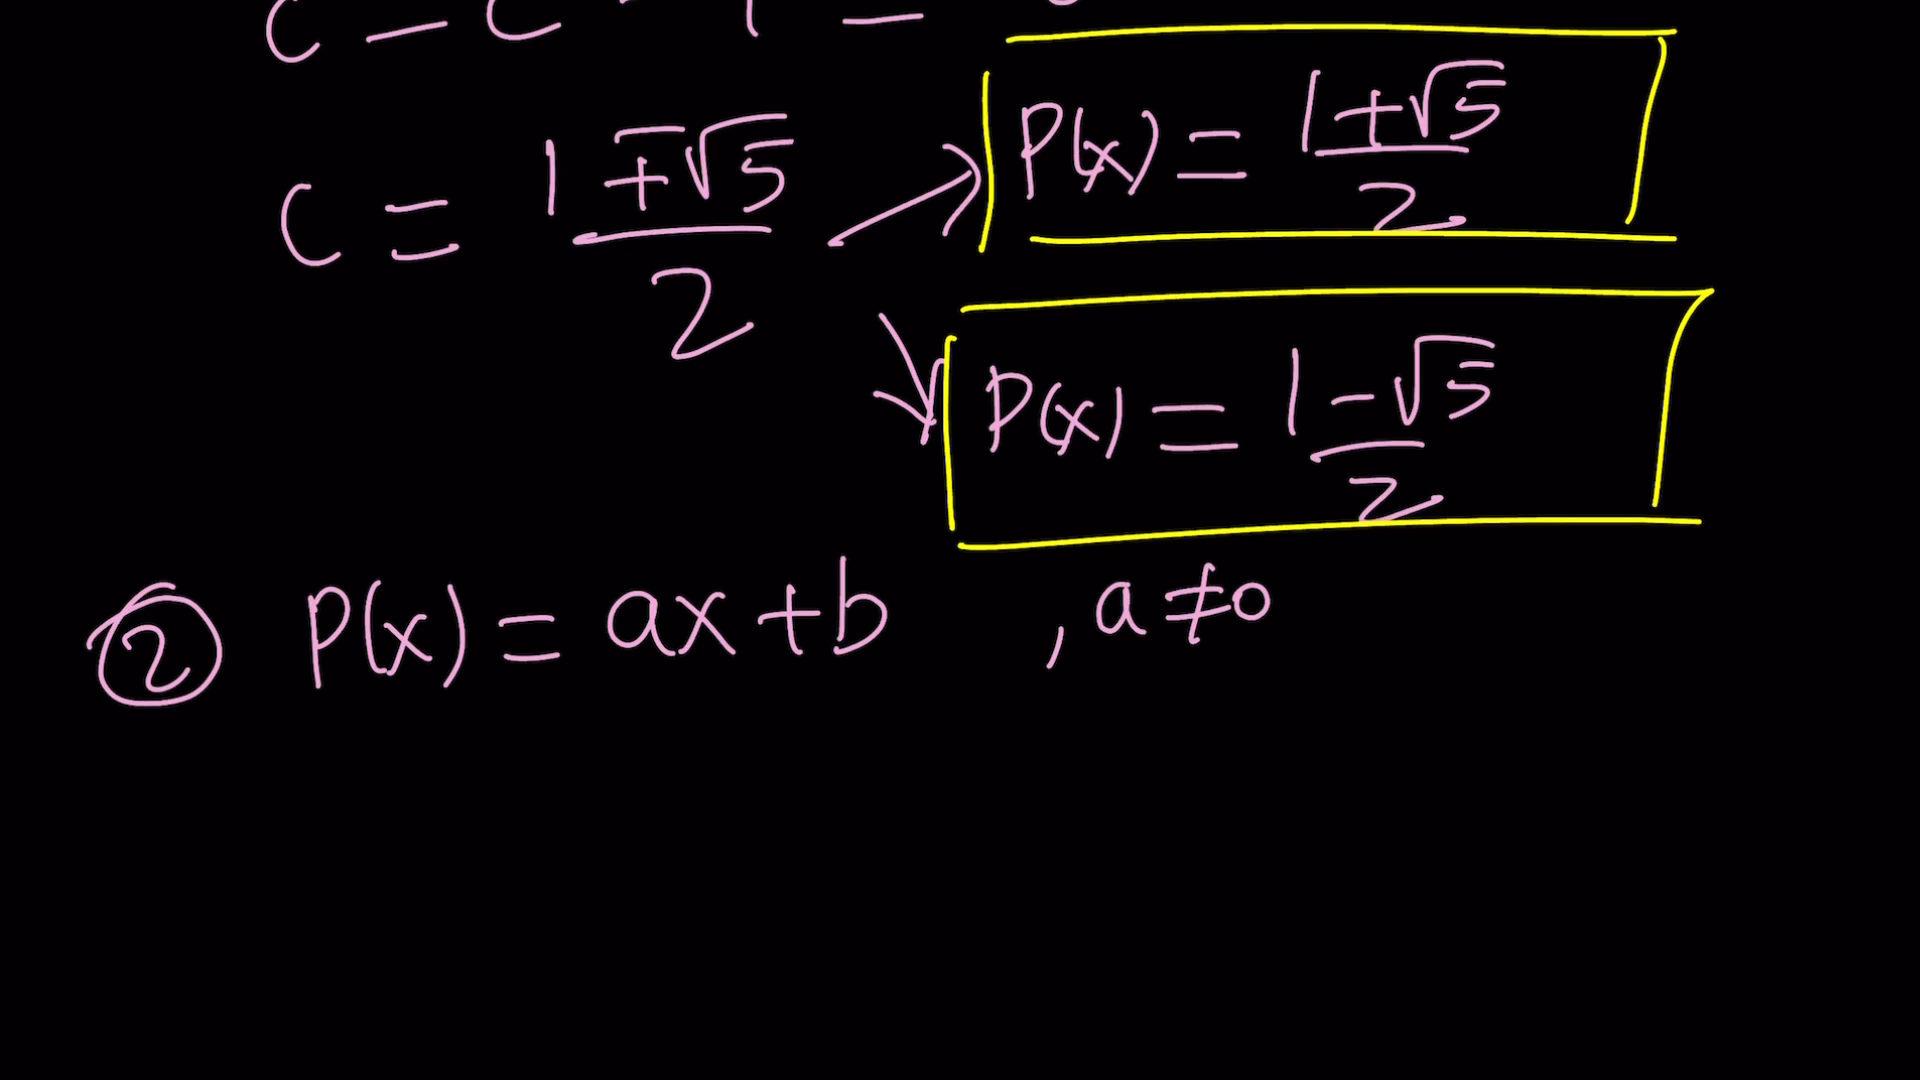 C = (1 ∓ √5)/2
P(x) = (1 + √5)/2
P(x) = (1 - √5)/2
② P(x) = ax + b , a ≠ 0